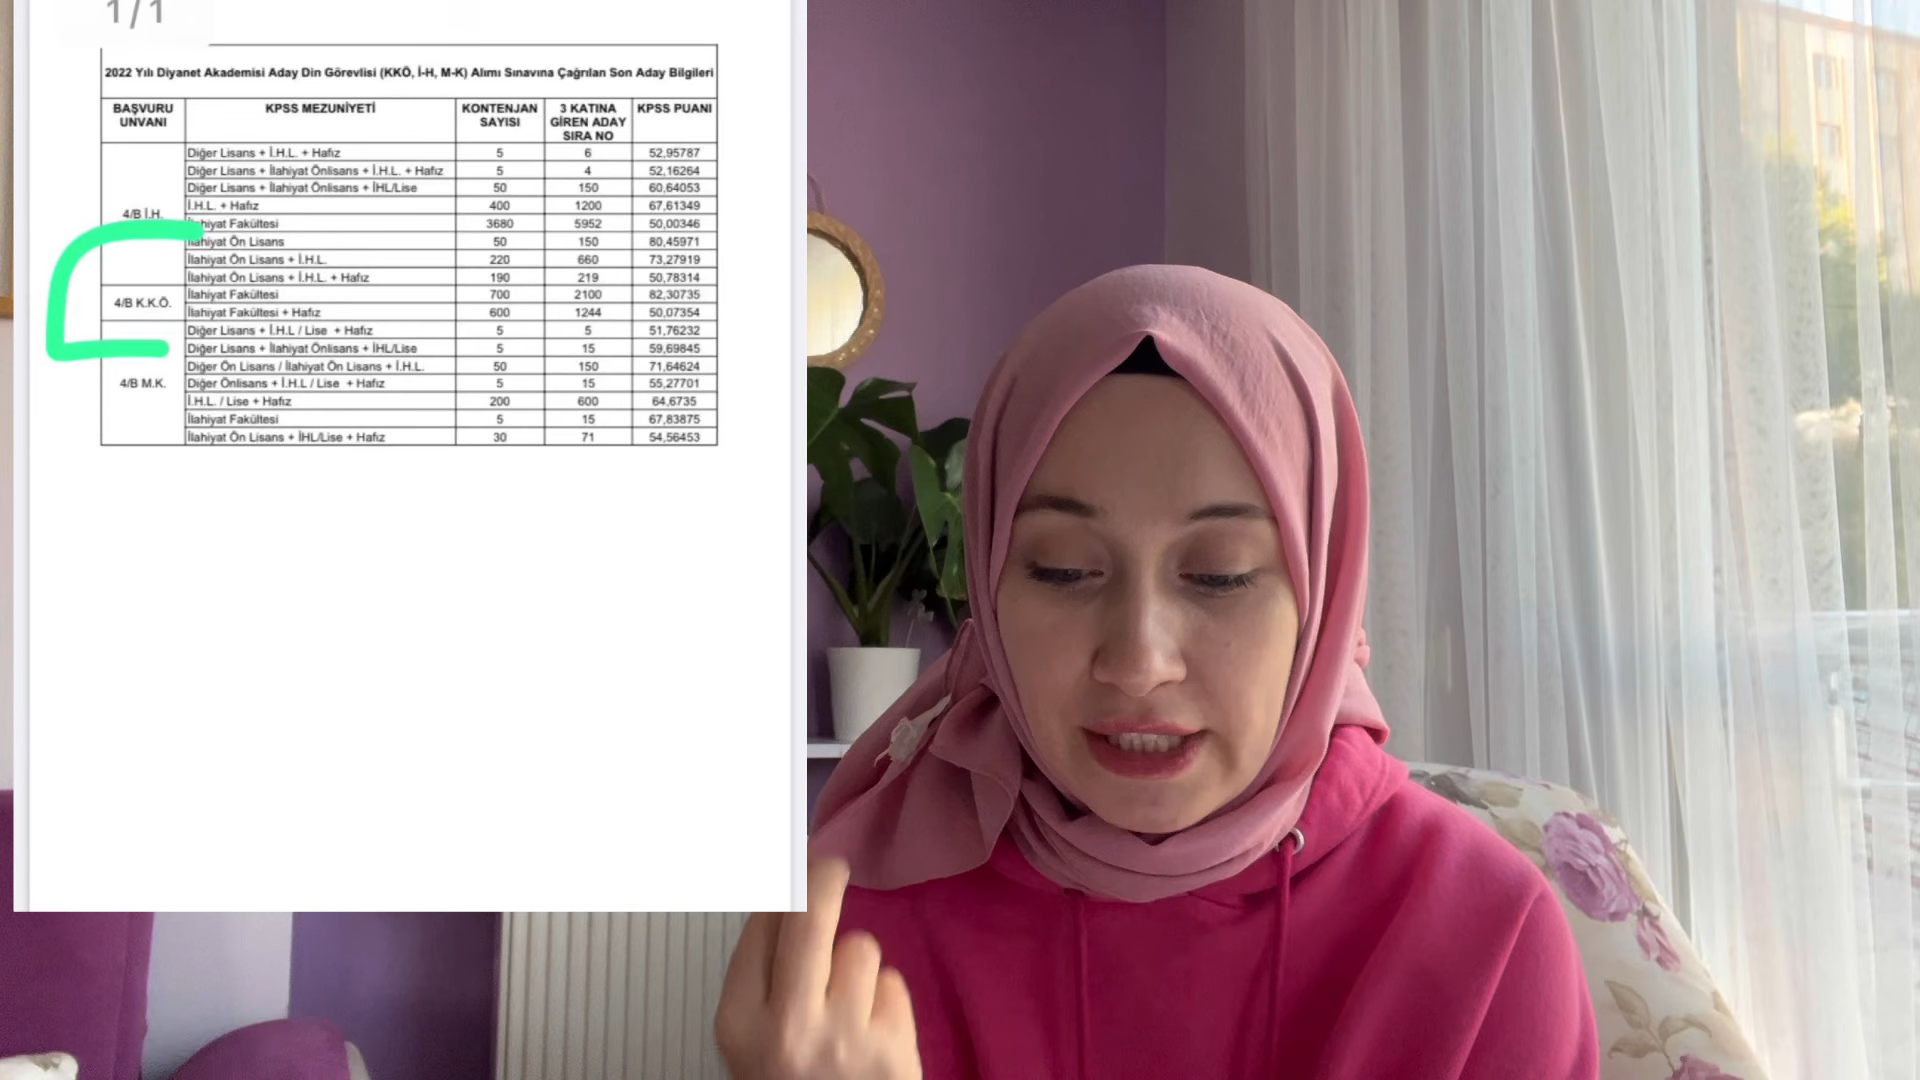 1/1
2022 Yılı Diyanet Akademisi Aday Din Görevlisi (KKÖ, İ-H, M-K) Alımı Sınavına Çağrılan Son Aday Bilgileri
BAŞVURU UNVANI KPSS MEZUNİYETİ KONTENJAN SAYISI 3 KATINA GİREN ADAY SIRA NO KPSS PUANI
4/B İ.H.
Diğer Lisans + İ.H.L. + Hafız 5 6 52,95787
Diğer Lisans + İlahiyat Önlisans + İ.H.L. + Hafız 5 4 52,16264
Diğer Lisans + İlahiyat Önlisans + İHL/Lise 50 150 60,64053
İ.H.L. + Hafız 400 1200 67,61349
İlahiyat Fakültesi 3680 5952 50,00346
İlahiyat Ön Lisans 50 150 80,45971
İlahiyat Ön Lisans + İ.H.L. 220 660 73,27919
İlahiyat Ön Lisans + İ.H.L. + Hafız 190 219 50,78314
4/B K.K.Ö.
İlahiyat Fakültesi 700 2100 82,30735
İlahiyat Fakültesi + Hafız 600 1244 50,07354
4/B M.K.
Diğer Lisans + İ.H.L / Lise + Hafız 5 5 51,76232
Diğer Lisans + İlahiyat Önlisans + İHL/Lise 5 15 59,69845
Diğer Ön Lisans / İlahiyat Ön Lisans + İ.H.L. 50 150 71,64624
Diğer Önlisans + İ.H.L / Lise + Hafız 5 15 55,27701
İ.H.L. / Lise + Hafız 200 600 64,6735
İlahiyat Fakültesi 5 15 67,83875
İlahiyat Ön Lisans + İHL/Lise + Hafız 30 71 54,56453